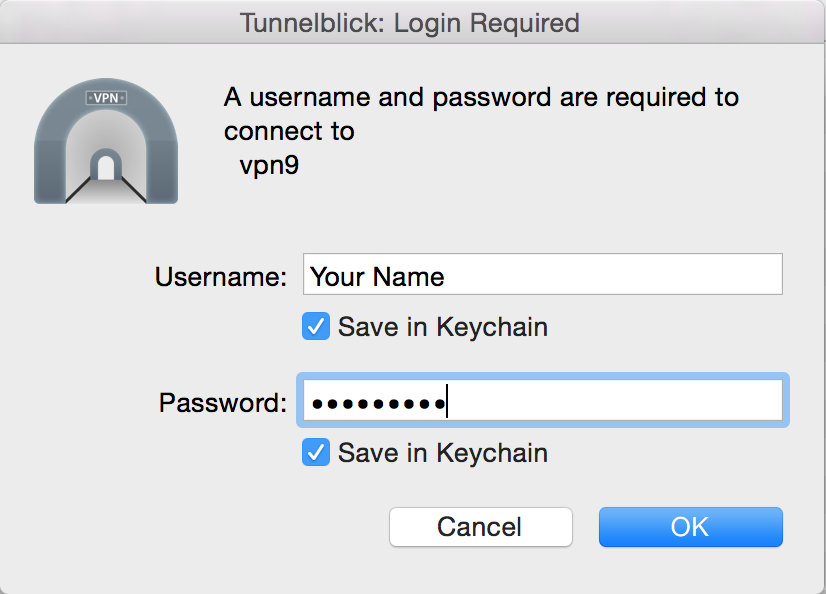 Tunnelblick: Login Required
VPN
A username and password are required to
connect to
vpn9
Username: Your Name
Save in Keychain
Password: •••••••••
Save in Keychain
Cancel OK